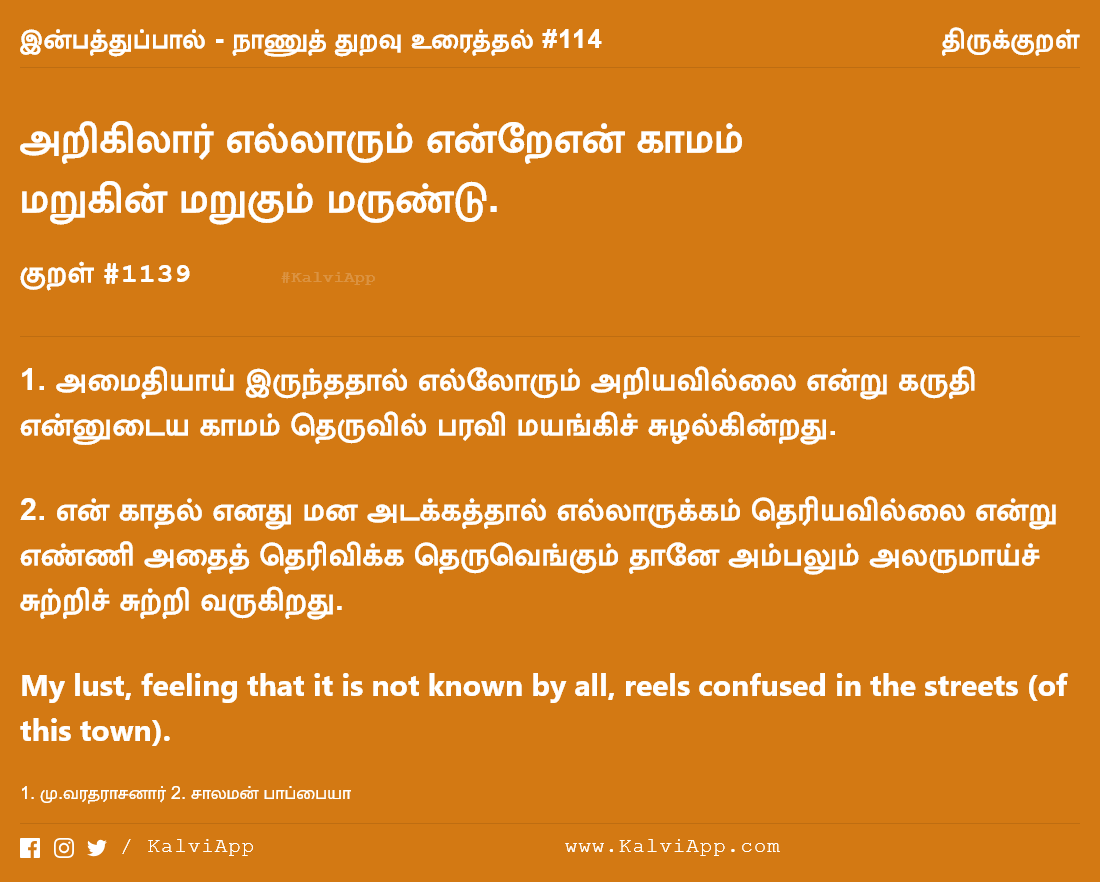 இன்பத்துப்பால் - நாணுத் துறவு உரைத்தல் #114 திருக்குறள்
அறிகிலார் எல்லாரும் என்றேஎன் காமம்
மறுகின் மறுகும் மருண்டு.
குறள் #1139 #KalviApp
1. அமைதியாய் இருந்ததால் எல்லோரும் அறியவில்லை என்று கருதி
என்னுடைய காமம் தெருவில் பரவி மயங்கிச் சுழல்கின்றது.
2. என் காதல் எனது மன அடக்கத்தால் எல்லாருக்கம் தெரியவில்லை என்று
எண்ணி அதைத் தெரிவிக்க தெருவெங்கும் தானே அம்பலும் அலருமாய்ச்
சுற்றிச் சுற்றி வருகிறது.
My lust, feeling that it is not known by all, reels confused in the streets (of
this town).
1. மு.வரதராசனார் 2. சாலமன் பாப்பையா
/ KalviApp www.KalviApp.com